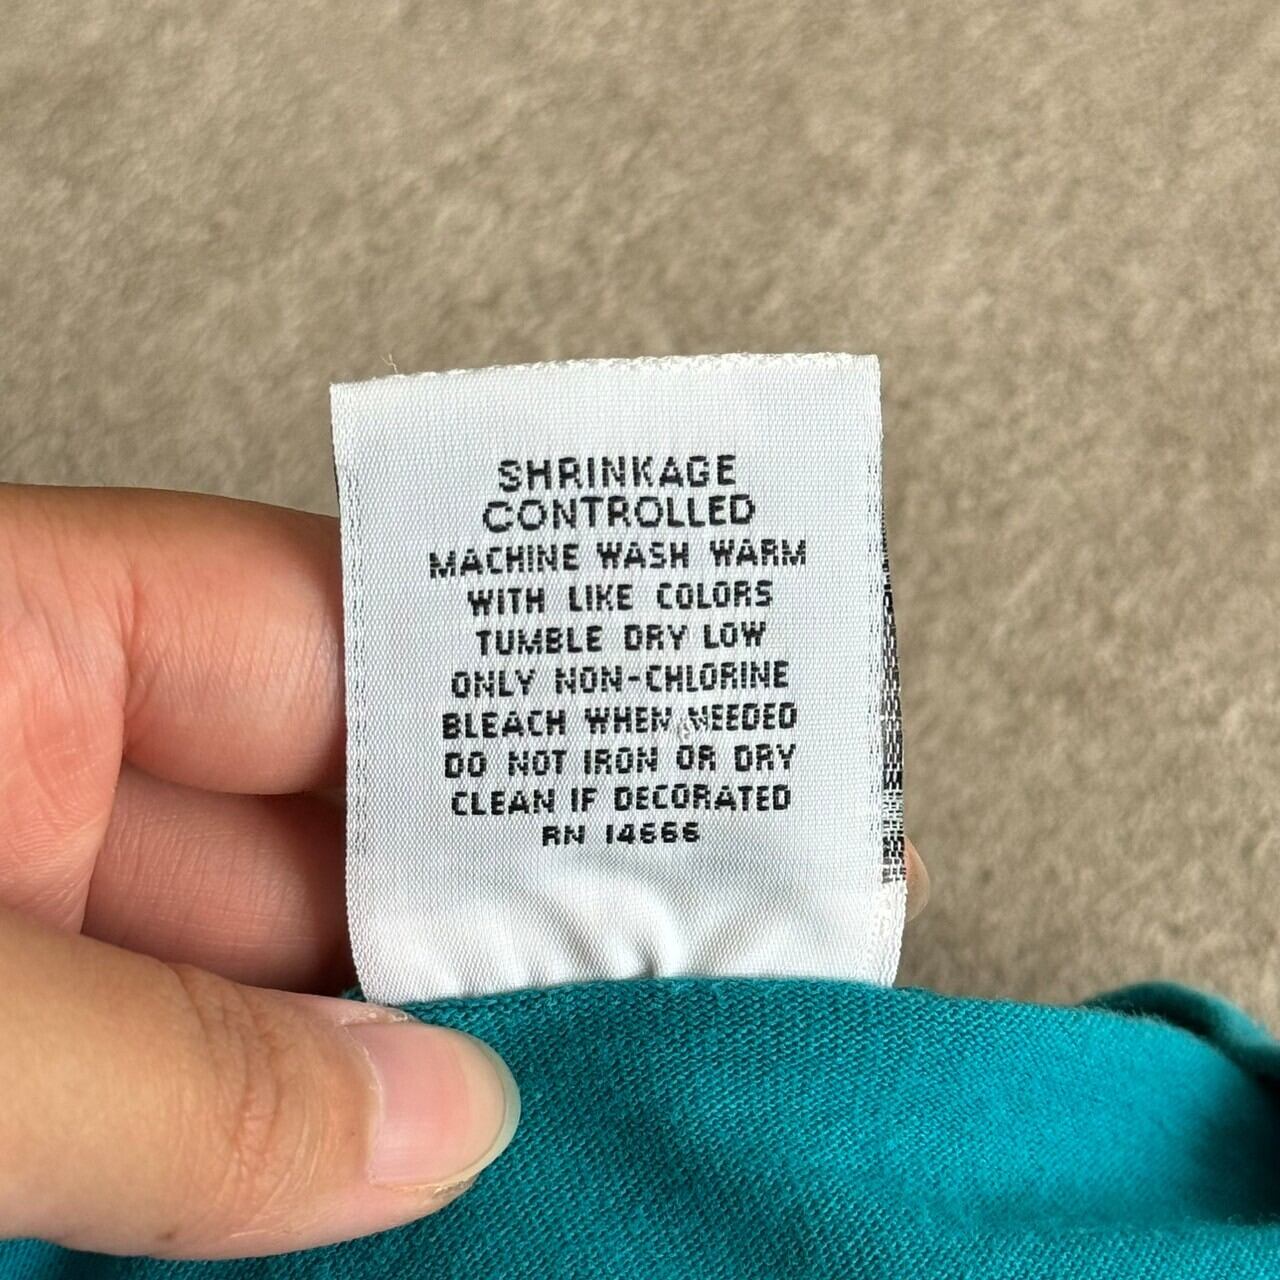 SHRINKAGE
CONTROLLED
MACHINE WASH WARM
WITH LIKE COLORS
TUMBLE DRY LOW
ONLY NON-CHLORINE
BLEACH WHEN NEEDED
DO NOT IRON OR DRY
CLEAN IF DECORATED
RN 14666